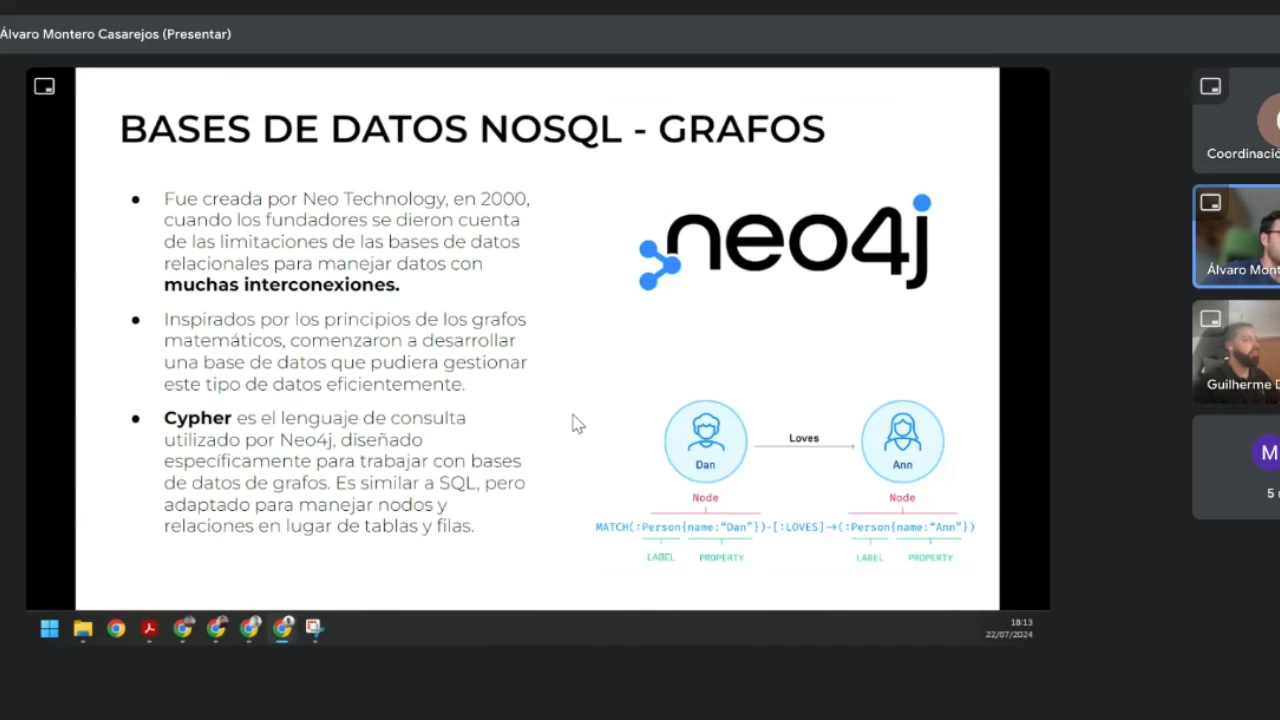 Álvaro Montero Casarejos (Presentar)
BASES DE DATOS NOSQL - GRAFOS
Fue creada por Neo Technology, en 2000,
cuando los fundadores se dieron cuenta
de las limitaciones de las bases de datos
relacionales para manejar datos con
muchas interconexiones.
Inspirados por los principios de los grafos
matemáticos, comenzaron a desarrollar
una base de datos que pudiera gestionar
este tipo de datos eficientemente.
Cypher es el lenguaje de consulta
utilizado por Neo4j, diseñado
específicamente para trabajar con bases
de datos de grafos. Es similar a SQL, pero
adaptado para manejar nodos y
relaciones en lugar de tablas y filas.
neo4j
Loves
Dan
Ann
Node
Node
MATCH(:Person{name:“Dan”})-[:LOVES]→(:Person{name:“Ann”})
LABEL
PROPERTY
LABEL
PROPERTY
18:13
22/07/2024
Coordinació
Álvaro Mont
Guilherme D
M
5